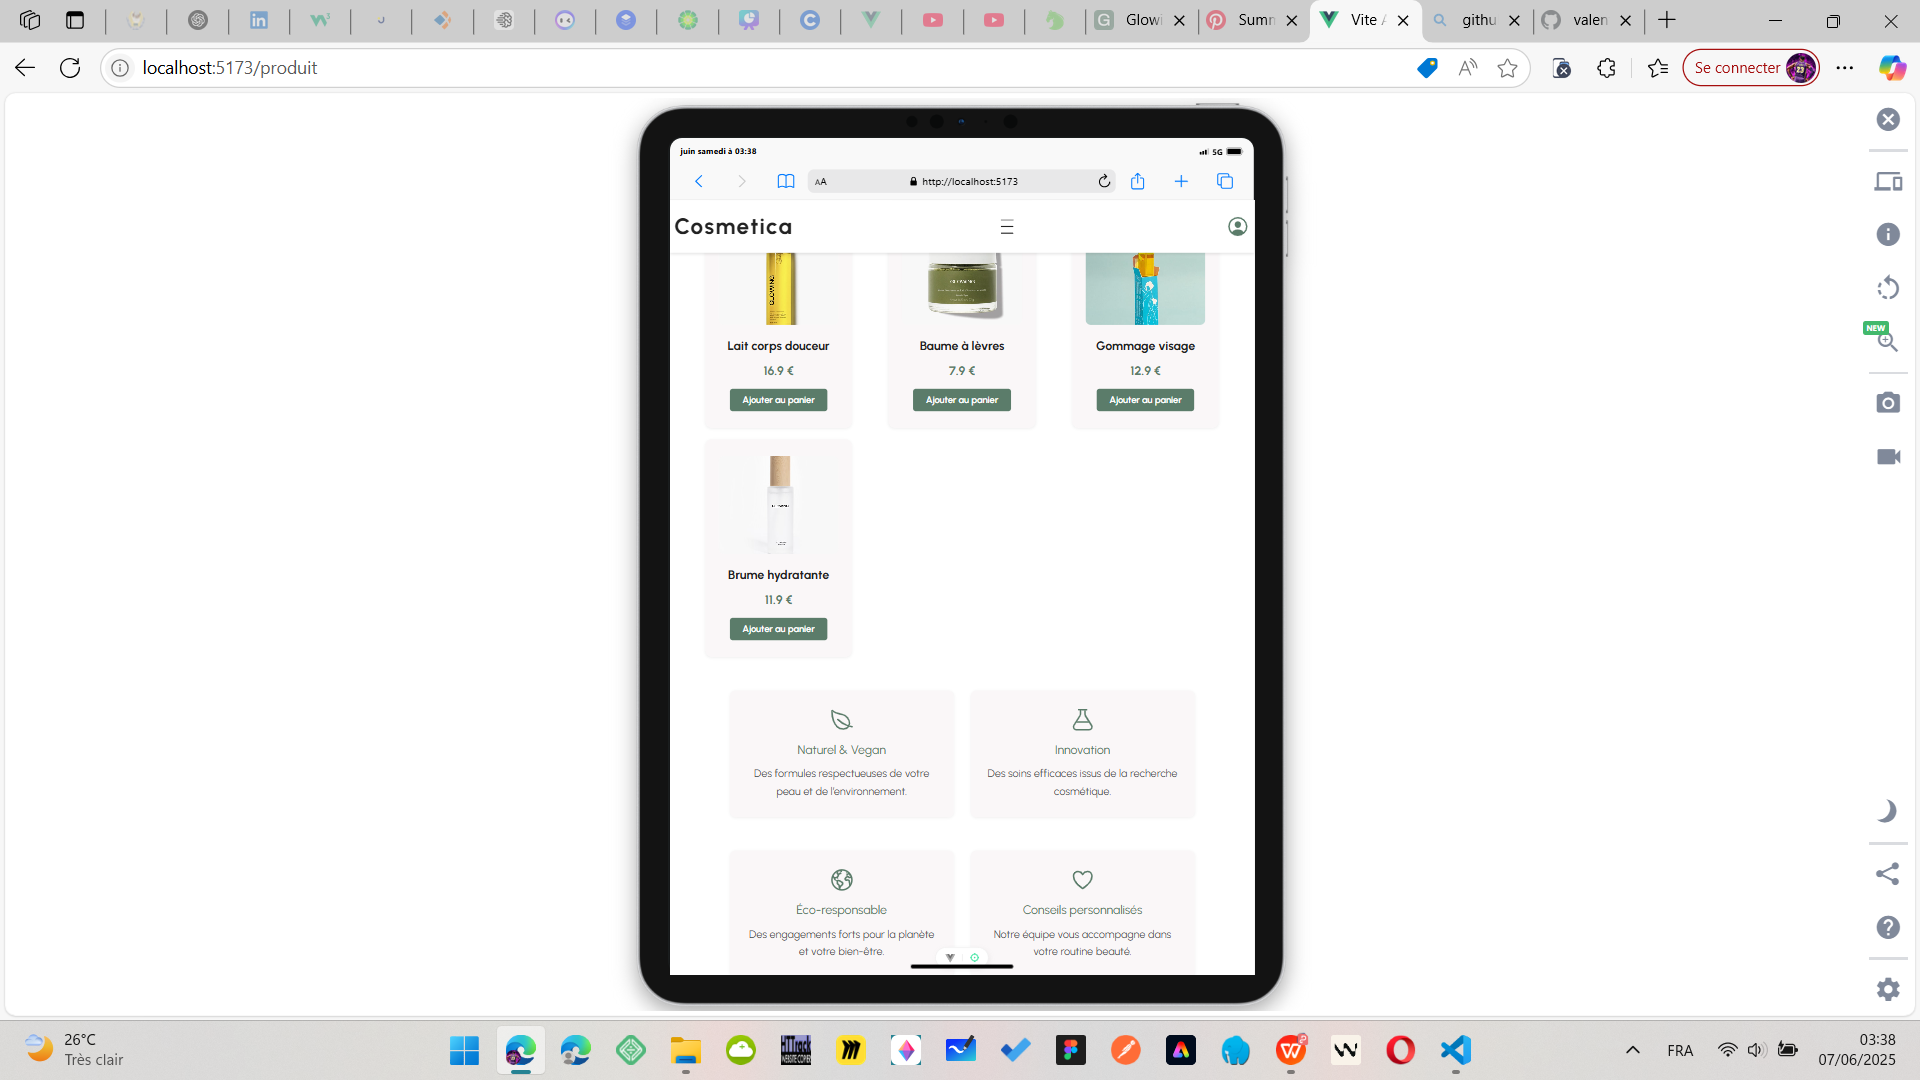 Glowi
Sumn
Vite A
githu
valen
localhost:5173/produit
Se connecter
juin samedi à 03:38
5G
AA
http://localhost:5173
Cosmetica
NEW
GLOWING
Lait corps douceur
Baume à lèvres
Gommage visage
16.9 €
7.9 €
12.9 €
Ajouter au panier
Ajouter au panier
Ajouter au panier
Brume hydratante
11.9 €
Ajouter au panier
Naturel & Vegan
Innovation
Des formules respectueuses de votre
peau et de l'environnement.
Des soins efficaces issus de la recherche
cosmétique.
Éco-responsable
Conseils personnalisés
Des engagements forts pour la planète
et votre bien-être.
Notre équipe vous accompagne dans
votre routine beauté.
26°C
Très clair
HTTrack
WEBSITE COPIER
FRA
03:38
07/06/2025